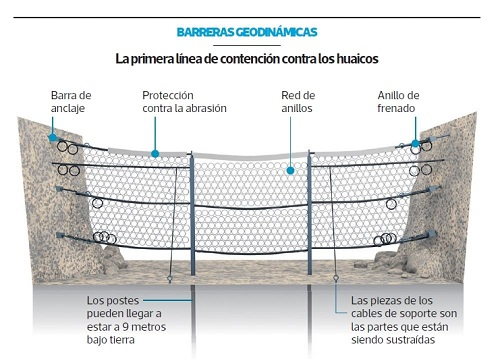 BARRERAS GEODINÁMICAS
La primera línea de contención contra los huaicos
Barra de
anclaje
Protección
contra la abrasión
Red de
anillos
Anillo de
frenado
Los postes
pueden llegar a
estar a 9 metros
bajo tierra
Las piezas de los
cables de soporte son
las partes que están
siendo sustraídas